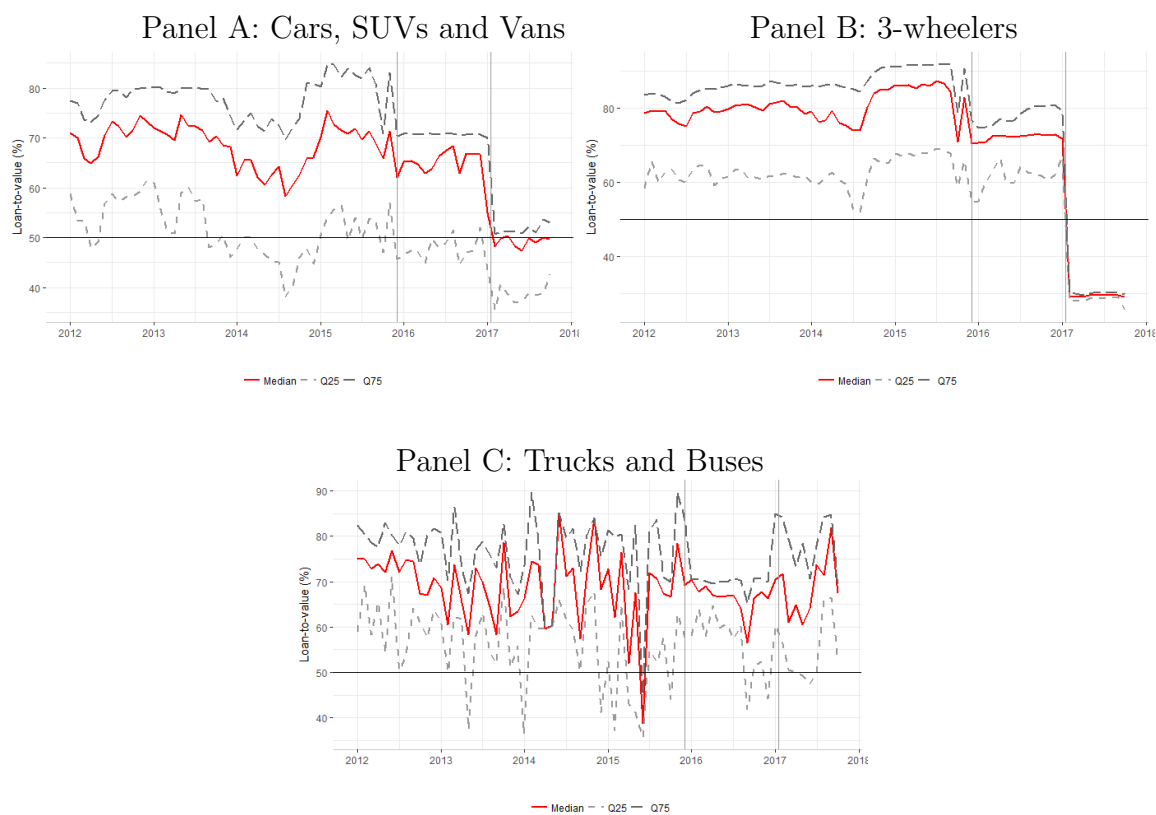 Panel A: Cars, SUVs and Vans
Loan-to-value (%)
80
70
60
50
40
2012 2013 2014 2015 2016 2017 201
Median Q25 Q75
Panel B: 3-wheelers
Loan-to-value (%)
80
60
40
2012 2013 2014 2015 2016 2017 2018
Median Q25 Q75
Panel C: Trucks and Buses
Loan-to-value (%)
90
80
70
60
50
40
2012 2013 2014 2015 2016 2017 2018
Median Q25 Q75